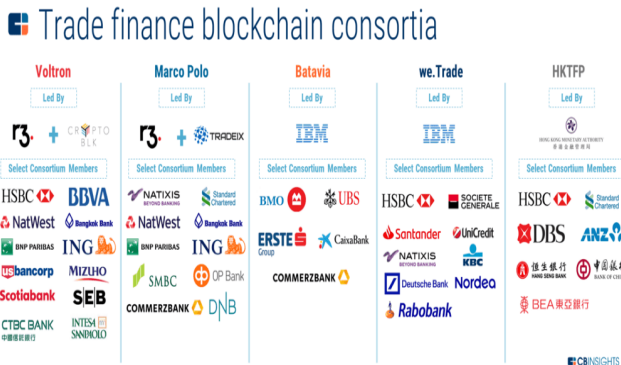 Trade finance blockchain consortia
Voltron
Led By
r3. + CRYPTO BLK
Select Consortium Members
HSBC BBVA
NatWest Bangkok Bank
BNP PARIBAS ING
usbancorp MIZUHO
Scotiabank SEB
CTBC BANK INTESA SANPAOLO
中國信託銀行
Marco Polo
Led By
r3. + TRADEIX
Select Consortium Members
NATIXIS Standard Chartered
BEYOND BANKING
NatWest Bangkok Bank
BNP PARIBAS ING
SMBC OP Bank
COMMERZBANK DNB
Batavia
Led By
IBM
Select Consortium Members
BMO UBS
ERSTE Group CaixaBank
COMMERZBANK
we.Trade
Led By
IBM
Select Consortium Members
HSBC SOCIETE GENERALE
Santander UniCredit
NATIXIS KBC
BEYOND BANKING
Deutsche Bank Nordea
Rabobank
HKTFP
Led By
HONG KONG MONETARY AUTHORITY
香港金融管理局
Select Consortium Members
HSBC Standard Chartered
DBS ANZ
恒生銀行 中國銀
HANG SENG BANK BANK OF CH
BEA東亞銀行
CBINSIGHTS